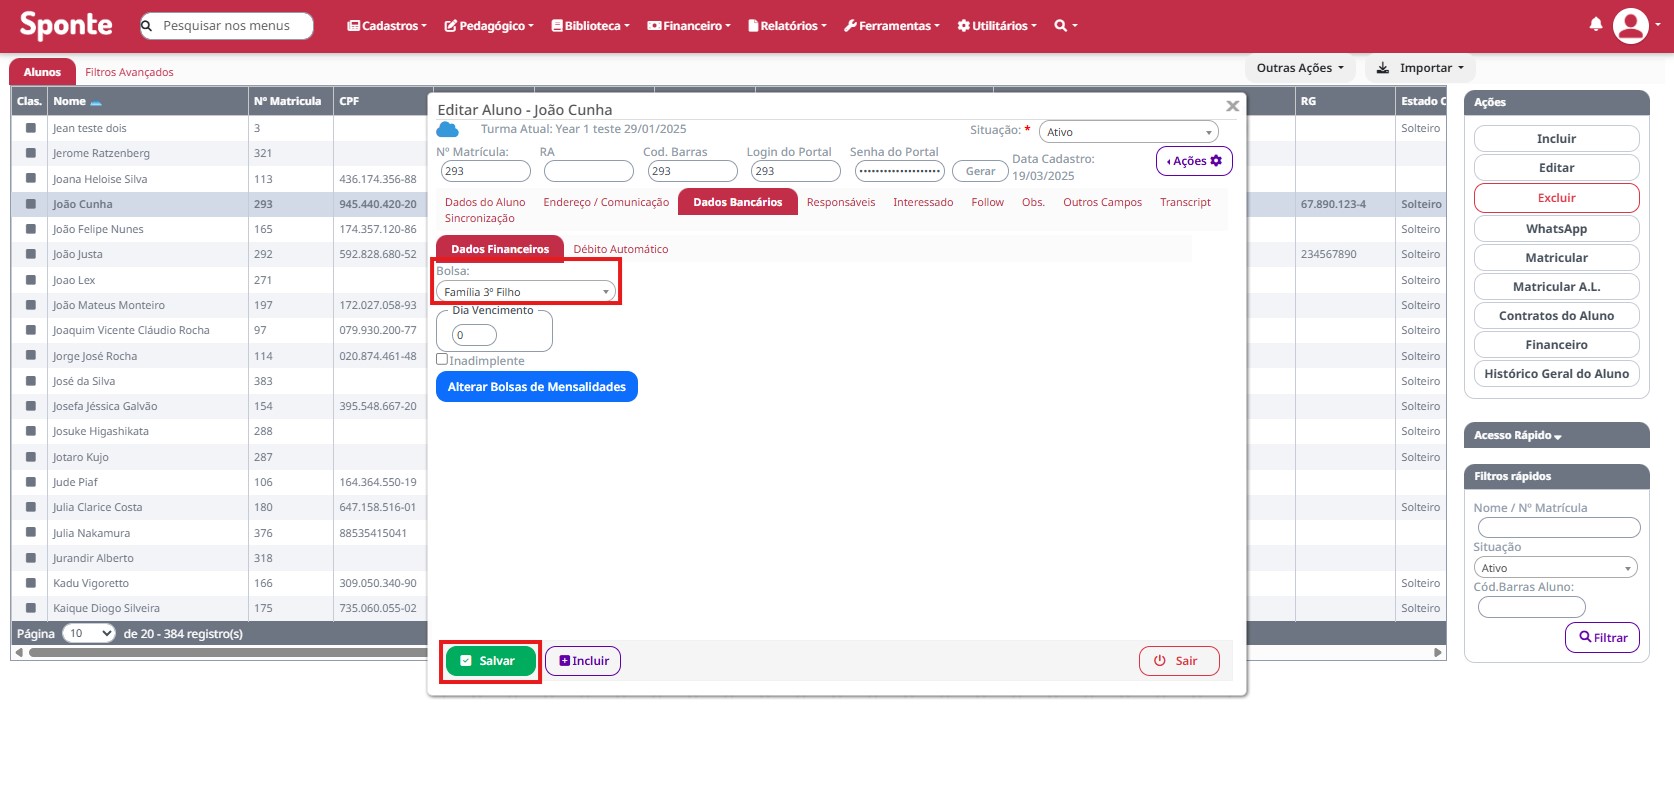 Sponte
Pesquisar nos menus
Cadastros
Pedagógico
Biblioteca
Financeiro
Relatórios
Ferramentas
Utilitários
Alunos
Filtros Avançados
Outras Ações
Importar
Clas. Nome Nº Matricula CPF RG Estado C
Jean teste dois 3 Solteiro
Jerome Ratzenberg 321
Joana Heloise Silva 113 436.174.356-88 Solteiro
João Cunha 293 945.440.420-20 67.890.123-4 Solteiro
João Felipe Nunes 165 174.357.120-86 Solteiro
João Justa 292 592.828.680-52 234567890 Solteiro
Joao Lex 271 Solteiro
João Mateus Monteiro 197 172.027.058-93 Solteiro
Joaquim Vicente Cláudio Rocha 97 079.930.200-77 Solteiro
Jorge José Rocha 114 020.874.461-48 Solteiro
José da Silva 383 Solteiro
Josefa Jéssica Galvão 154 395.548.667-20 Solteiro
Josuke Higashikata 288 Solteiro
Jotaro Kujo 287 Solteiro
Jude Piaf 106 164.364.550-19
Julia Clarice Costa 180 647.158.516-01 Solteiro
Julia Nakamura 376 88535415041
Jurandir Alberto 318
Kadu Vigoretto 166 309.050.340-90 Solteiro
Kaique Diogo Silveira 175 735.060.055-02 Solteiro
Página 10 de 20 - 384 registro(s)
Editar Aluno - João Cunha
Turma Atual: Year 1 teste 29/01/2025
Situação: * Ativo
Nº Matrícula: RA Cod. Barras Login do Portal Senha do Portal
293 293 293 •••••••••••••••••••
Gerar
Data Cadastro:
19/03/2025
Ações
Dados do Aluno Endereço / Comunicação Dados Bancários Responsáveis Interessado Follow Obs. Outros Campos Transcript
Sincronização
Dados Financeiros Débito Automático
Bolsa:
Família 3º Filho
Dia Vencimento
0
Inadimplente
Alterar Bolsas de Mensalidades
Salvar
Incluir
Sair
Ações
Incluir
Editar
Excluir
WhatsApp
Matricular
Matricular A.L.
Contratos do Aluno
Financeiro
Histórico Geral do Aluno
Acesso Rápido
Filtros rápidos
Nome / Nº Matrícula
Situação
Ativo
Cód.Barras Aluno:
Filtrar